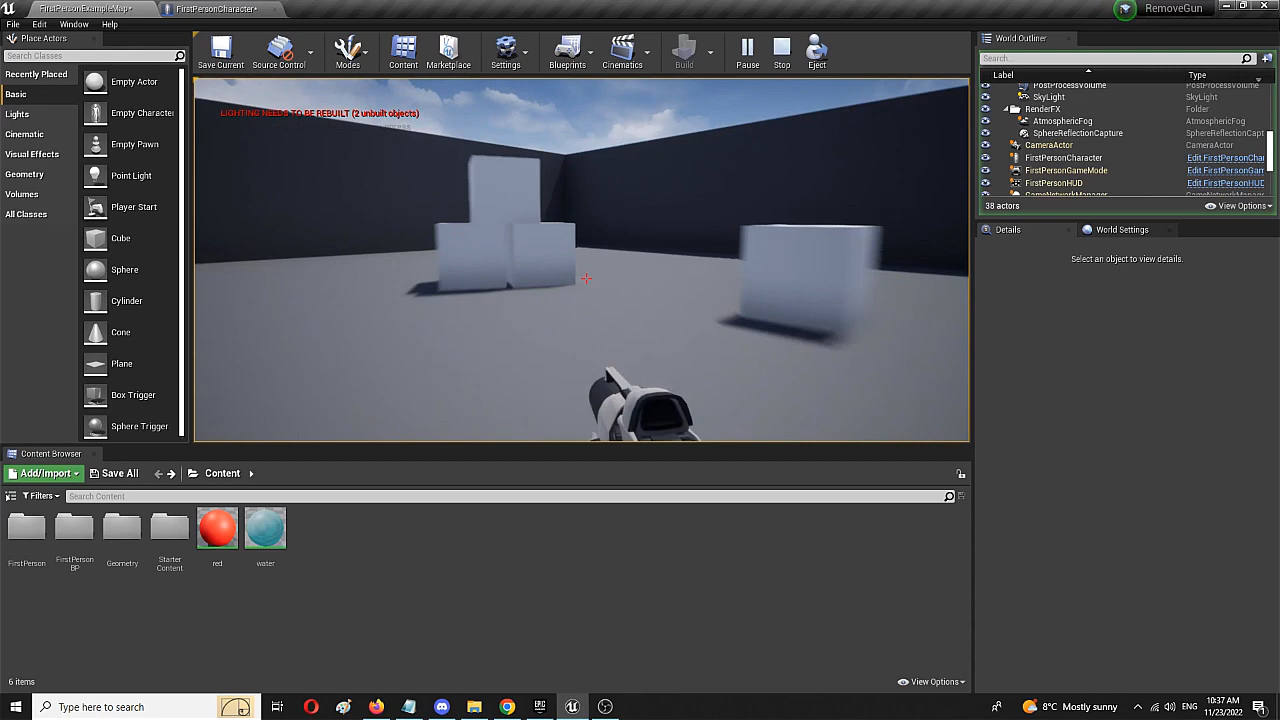 FirstPersonExampleMap*
FirstPersonCharacter*
RemoveGun
File Edit Window Help
Place Actors
Search Classes
Recently Placed
Basic
Lights
Cinematic
Visual Effects
Geometry
Volumes
All Classes
Empty Actor
Empty Character
Empty Pawn
Point Light
Player Start
Cube
Sphere
Cylinder
Cone
Plane
Box Trigger
Sphere Trigger
Save Current
Source Control
Modes
Content
Marketplace
Settings
Blueprints
Cinematics
Build
Pause
Stop
Eject
LIGHTING NEEDS TO BE REBUILT (2 unbuilt objects)
World Outliner
Search...
Label Type
PostProcessVolume PostProcessVolume
SkyLight SkyLight
RenderFX Folder
AtmosphericFog AtmosphericFog
SphereReflectionCapture SphereReflectionCapt
CameraActor CameraActor
FirstPersonCharacter Edit FirstPersonCha
FirstPersonGameMode Edit FirstPersonGam
FirstPersonHUD Edit FirstPersonHUD
GameNetworkManager
38 actors
View Options
Details
World Settings
Select an object to view details.
Content Browser
Add/Import
Save All
Content
Filters
Search Content
FirstPerson
FirstPerson
BP
Geometry
Starter
Content
red
water
6 items
View Options
Type here to search
8°C Mostly sunny
ENG
10:37 AM
11/23/2022